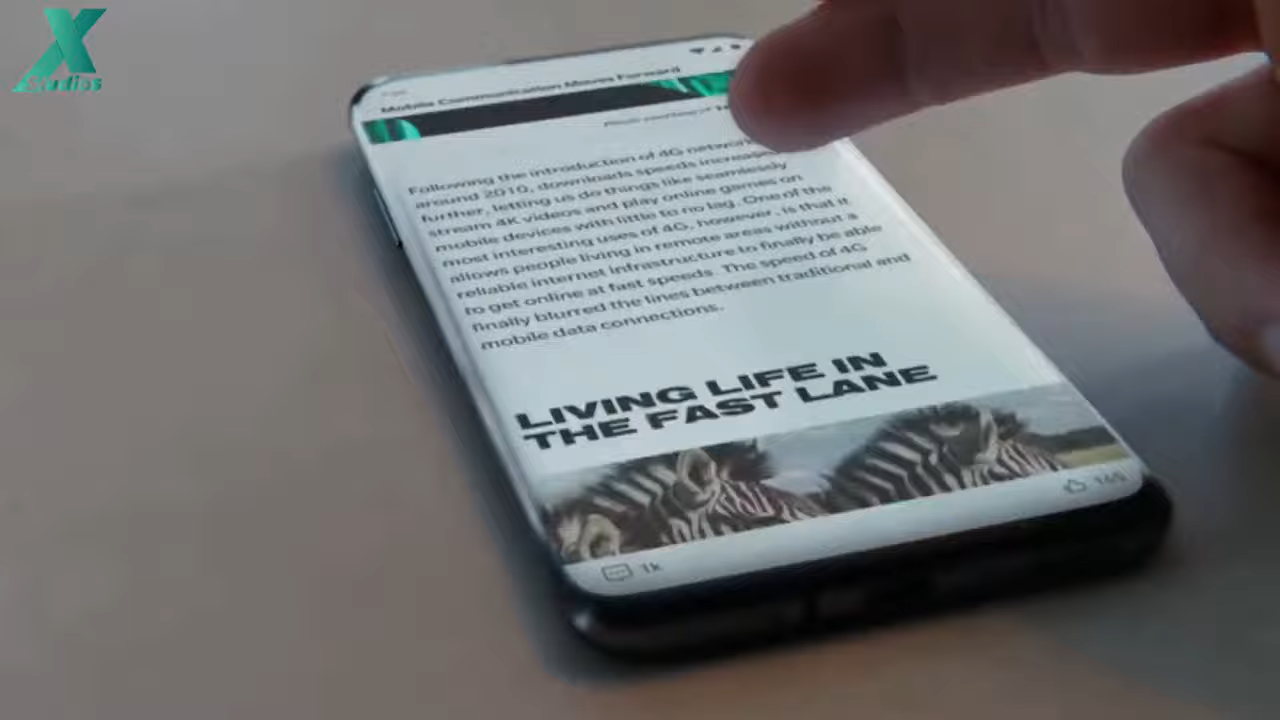 X
Studios
Mobile Communication Moves Forward
Photo courtesy of
Following the introduction of 4G networks
around 2010, downloads speeds increased
further, letting us do things like seamlessly
stream 4K videos and play online games on
mobile devices with little to no lag. One of the
most interesting uses of 4G, however, is that it
allows people living in remote areas without a
reliable internet infrastructure to finally be able
to get online at fast speeds. The speed of 4G
finally blurred the lines between traditional and
mobile data connections.
LIVING LIFE IN
THE FAST LANE
1k